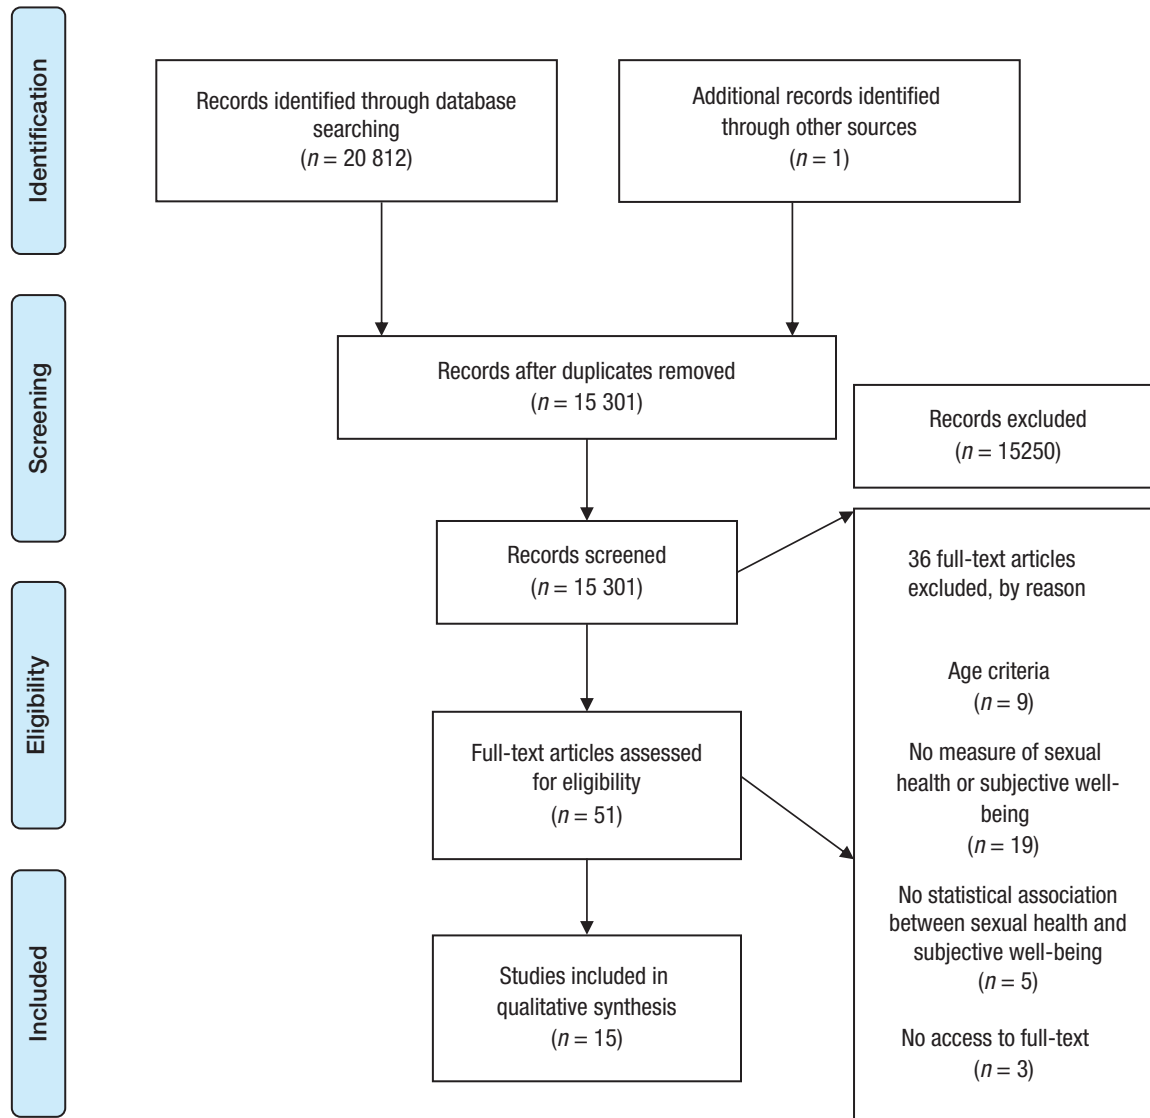 Identification
Records identified through database
searching
(n = 20 812)
Additional records identified
through other sources
(n = 1)
Screening
Records after duplicates removed
(n = 15 301)
Records excluded
(n = 15250)
Records screened
(n = 15 301)
Eligibility
Full-text articles assessed
for eligibility
(n = 51)
36 full-text articles
excluded, by reason
Age criteria
(n = 9)
No measure of sexual
health or subjective well-
being
(n = 19)
No statistical association
between sexual health and
subjective well-being
(n = 5)
No access to full-text
(n = 3)
Included
Studies included in
qualitative synthesis
(n = 15)